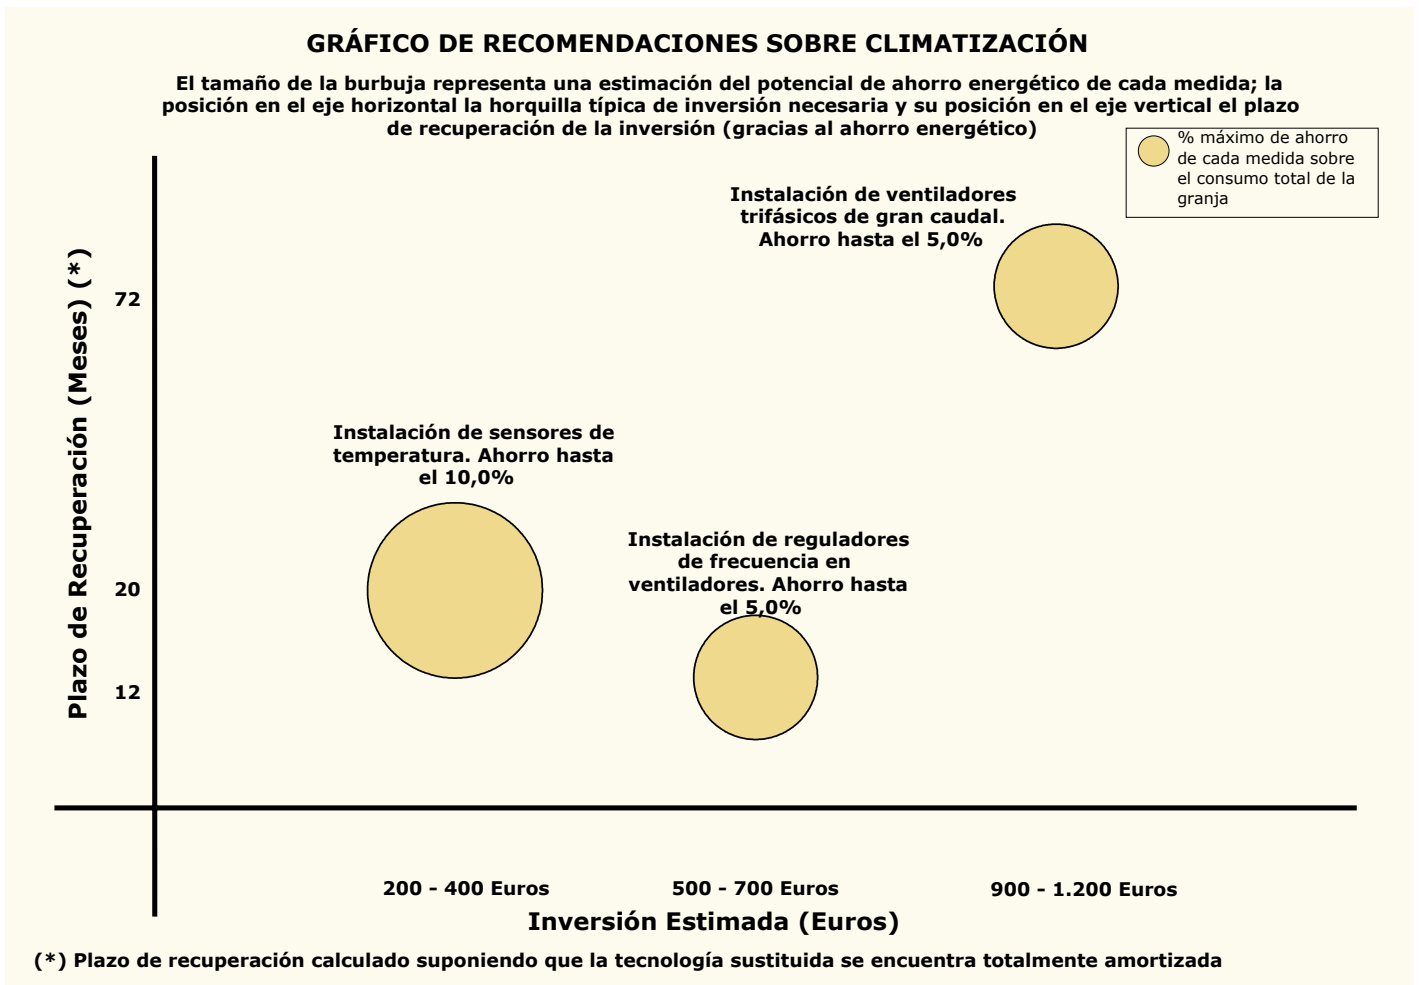 GRÁFICO DE RECOMENDACIONES SOBRE CLIMATIZACIÓN
El tamaño de la burbuja representa una estimación del potencial de ahorro energético de cada medida; la
posición en el eje horizontal la horquilla típica de inversión necesaria y su posición en el eje vertical el plazo
de recuperación de la inversión (gracias al ahorro energético)
% máximo de ahorro
de cada medida sobre
el consumo total de la
granja
Instalación de ventiladores
trifásicos de gran caudal.
Ahorro hasta el 5,0%
Plazo de Recuperación (Meses) (*)
72
Instalación de sensores de
temperatura. Ahorro hasta
el 10,0%
Instalación de reguladores
de frecuencia en
ventiladores. Ahorro hasta
el 5,0%
20
12
200 - 400 Euros
500 - 700 Euros
900 - 1.200 Euros
Inversión Estimada (Euros)
(*) Plazo de recuperación calculado suponiendo que la tecnología sustituida se encuentra totalmente amortizada